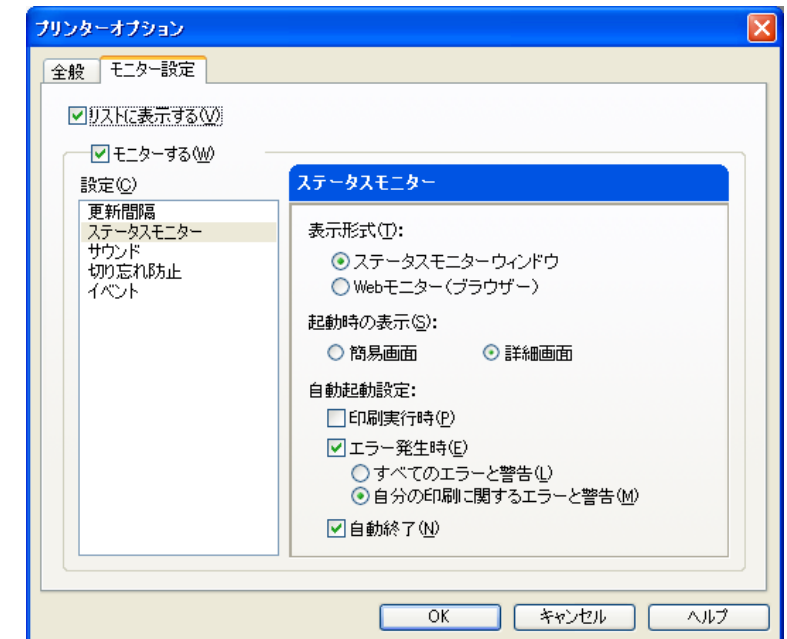 プリンターオプション
全般 モニター設定
リストに表示する(V)
モニターする(W)
設定(C)
更新間隔
ステータスモニター
サウンド
切り忘れ防止
イベント
ステータスモニター
表示形式(T):
ステータスモニターウィンドウ
Webモニター(ブラウザー)
起動時の表示(S):
簡易画面 詳細画面
自動起動設定:
印刷実行時(P)
エラー発生時(E)
すべてのエラーと警告(L)
自分の印刷に関するエラーと警告(M)
自動終了(N)
OK キャンセル ヘルプ